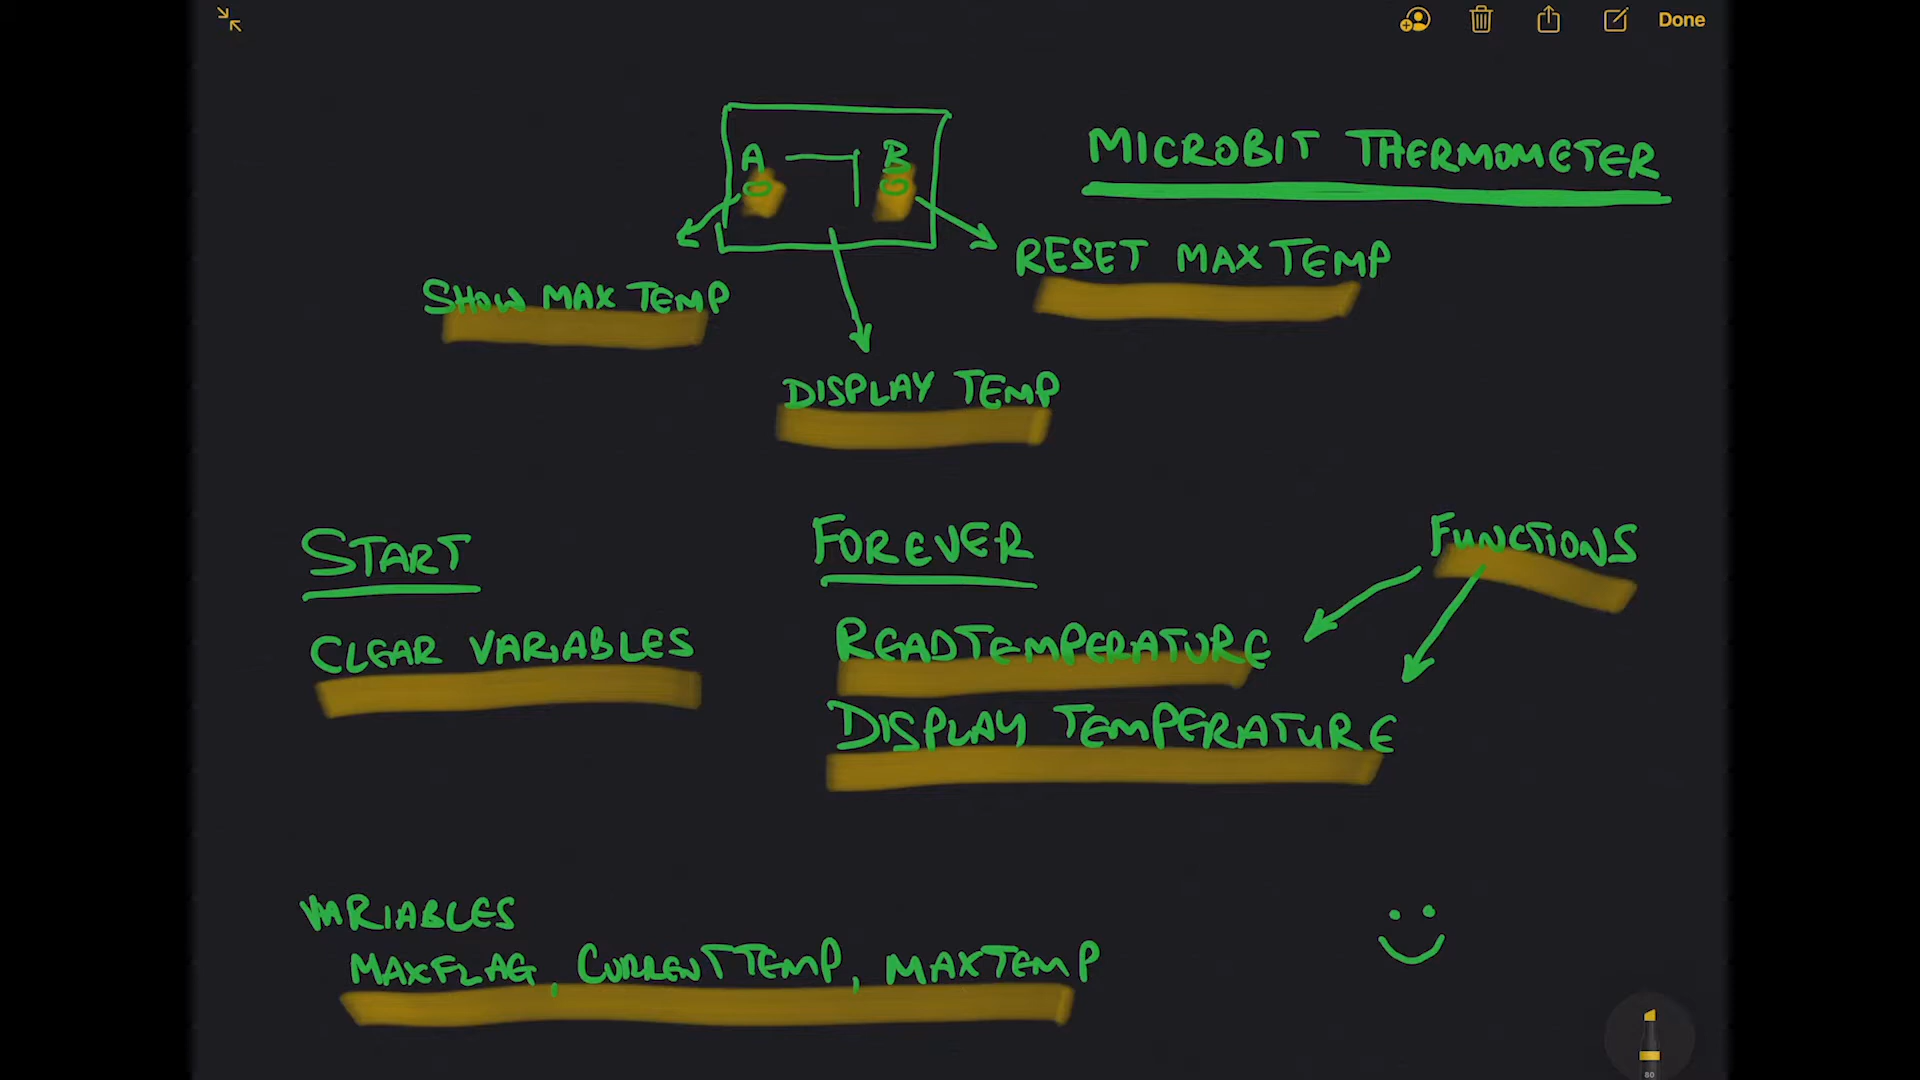 Done
MICROBIT THERMOMETER
A B
RESET MAX TEMP
SHOW MAX TEMP
DISPLAY TEMP
START
CLEAR VARIABLES
FOREVER
READTEMPERATURE
DISPLAY TEMPERATURE
FUNCTIONS
VARIABLES
MAXFLAG, CURRENTTEMP, MAXTEMP
80